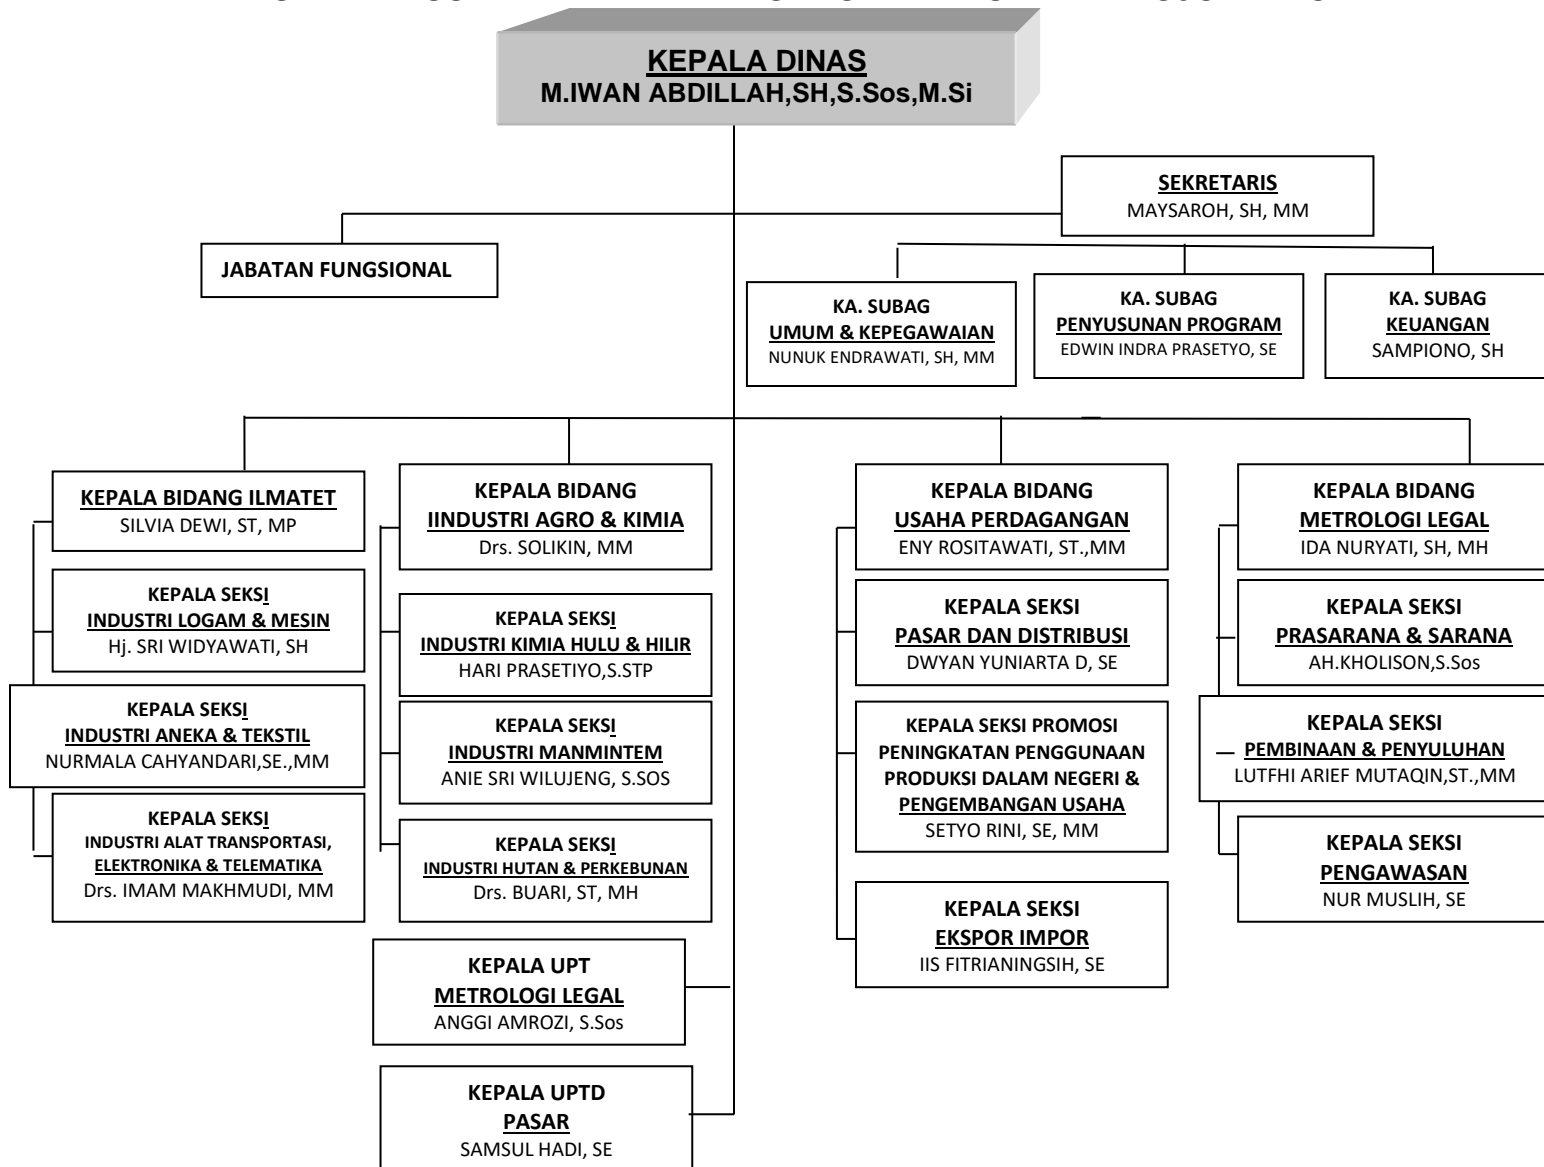 KEPALA DINAS
M.IWAN ABDILLAH,SH,S.Sos,M.Si
SEKRETARIS
MAYSAROH, SH, MM
JABATAN FUNGSIONAL
KA. SUBAG
UMUM & KEPEGAWAIAN
NUNUK ENDRAWATI, SH, MM
KA. SUBAG
PENYUSUNAN PROGRAM
EDWIN INDRA PRASETYO, SE
KA. SUBAG
KEUANGAN
SAMPIONO, SH
KEPALA BIDANG ILMATET
SILVIA DEWI, ST, MP
KEPALA SEKSI
INDUSTRI LOGAM & MESIN
Hj. SRI WIDYAWATI, SH
KEPALA SEKSI
INDUSTRI ANEKA & TEKSTIL
NURMALA CAHYANDARI,SE.,MM
KEPALA SEKSI
INDUSTRI ALAT TRANSPORTASI,
ELEKTRONIKA & TELEMATIKA
Drs. IMAM MAKHMUDI, MM
KEPALA BIDANG
IINDUSTRI AGRO & KIMIA
Drs. SOLIKIN, MM
KEPALA SEKSI
INDUSTRI KIMIA HULU & HILIR
HARI PRASETIYO,S.STP
KEPALA SEKSI
INDUSTRI MANMINTEM
ANIE SRI WILUJENG, S.SOS
KEPALA SEKSI
INDUSTRI HUTAN & PERKEBUNAN
Drs. BUARI, ST, MH
KEPALA BIDANG
USAHA PERDAGANGAN
ENY ROSITAWATI, ST.,MM
KEPALA SEKSI
PASAR DAN DISTRIBUSI
DWYAN YUNIARTA D, SE
KEPALA SEKSI PROMOSI
PENINGKATAN PENGGUNAAN
PRODUKSI DALAM NEGERI &
PENGEMBANGAN USAHA
SETYO RINI, SE, MM
KEPALA SEKSI
EKSPOR IMPOR
IIS FITRIANINGSIH, SE
KEPALA BIDANG
METROLOGI LEGAL
IDA NURYATI, SH, MH
KEPALA SEKSI
PRASARANA & SARANA
AH.KHOLISON,S.Sos
KEPALA SEKSI
PEMBINAAN & PENYULUHAN
LUTFHI ARIEF MUTAQIN,ST.,MM
KEPALA SEKSI
PENGAWASAN
NUR MUSLIH, SE
KEPALA UPT
METROLOGI LEGAL
ANGGI AMROZI, S.Sos
KEPALA UPTD
PASAR
SAMSUL HADI, SE